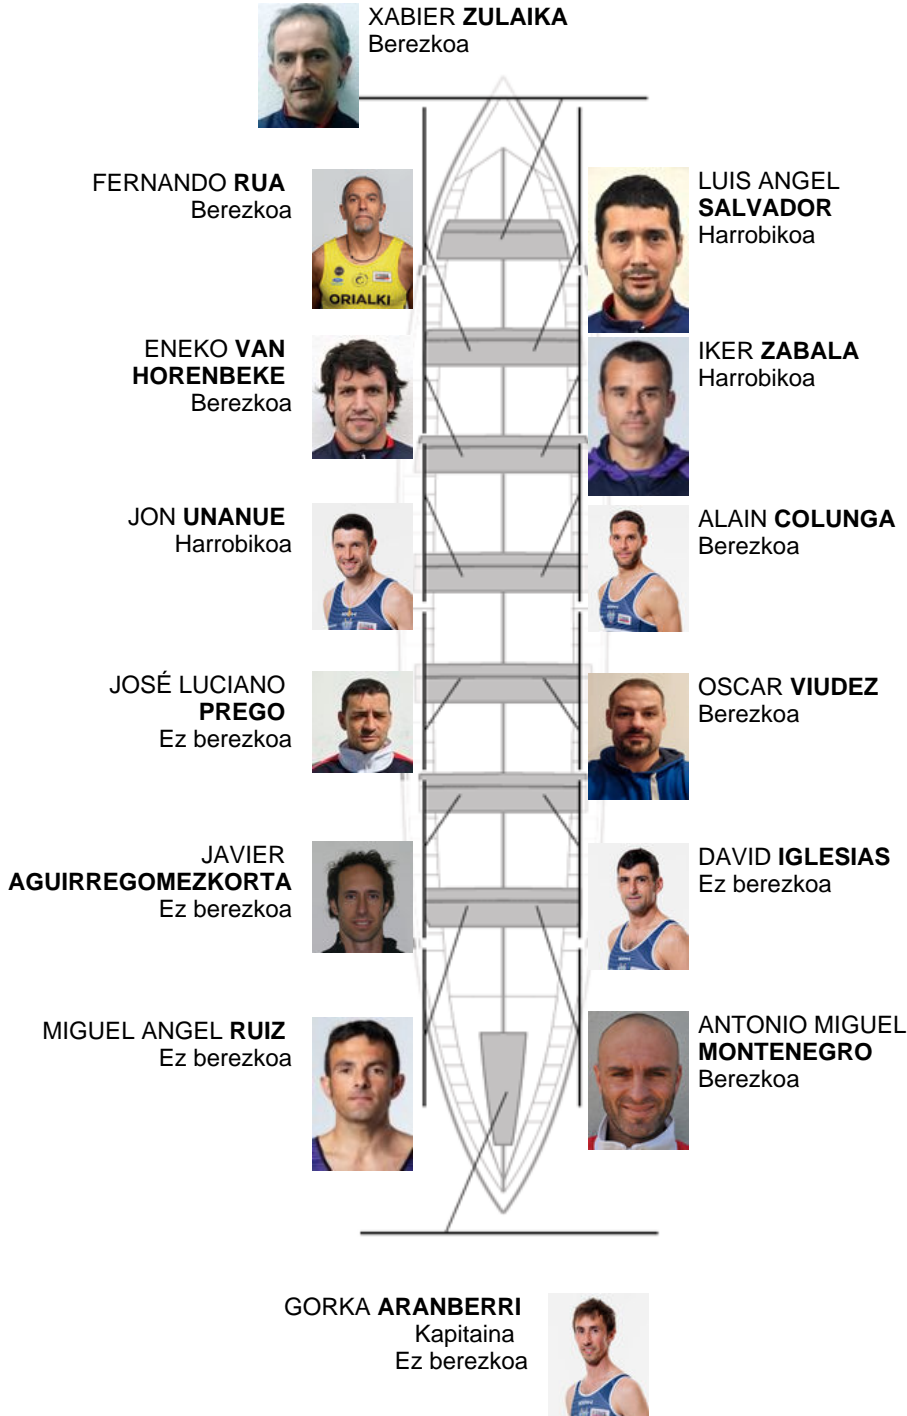 XABIER ZULAIKA
Berezkoa
FERNANDO RUA
Berezkoa
LUIS ANGEL
SALVADOR
Harrobikoa
ORIALKI
ENEKO VAN
HORENBEKE
Berezkoa
IKER ZABALA
Harrobikoa
JON UNANUE
Harrobikoa
ALAIN COLUNGA
Berezkoa
JOSÉ LUCIANO
PREGO
Ez berezkoa
OSCAR VIUDEZ
Berezkoa
JAVIER
AGUIRREGOMEZKORTA
Ez berezkoa
DAVID IGLESIAS
Ez berezkoa
MIGUEL ANGEL RUIZ
Ez berezkoa
ANTONIO MIGUEL
MONTENEGRO
Berezkoa
GORKA ARANBERRI
Kapitaina
Ez berezkoa